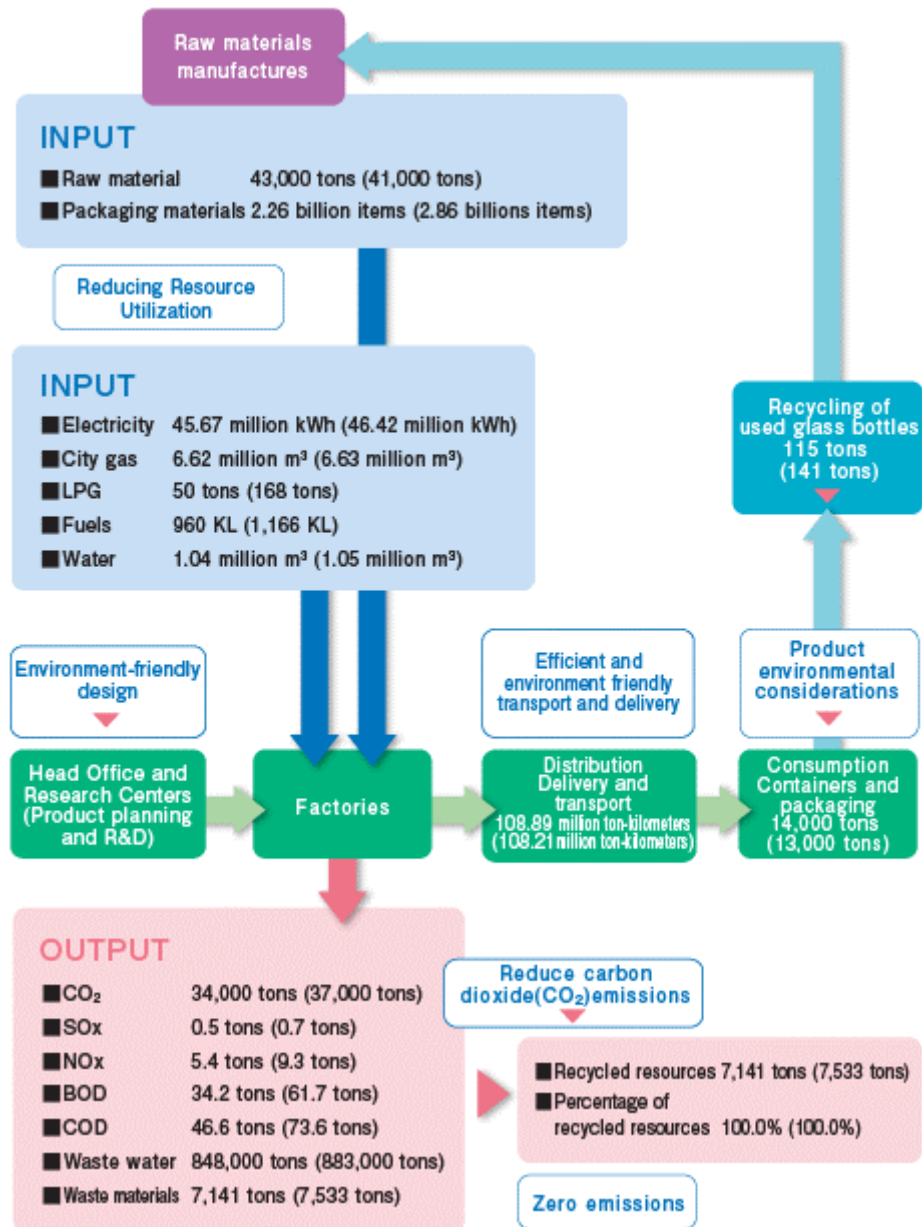 Raw materials
manufactures
INPUT
■Raw material 43,000 tons (41,000 tons)
■Packaging materials 2.26 billion items (2.86 billions items)
Reducing Resource
Utilization
INPUT
■Electricity 45.67 million kWh (46.42 million kWh)
■City gas 6.62 million m³ (6.63 million m³)
■LPG 50 tons (168 tons)
■Fuels 960 KL (1,166 KL)
■Water 1.04 million m³ (1.05 million m³)
Recycling of
used glass bottles
115 tons
(141 tons)
Environment-friendly
design
Efficient and
environment friendly
transport and delivery
Product
environmental
considerations
Head Office and
Research Centers
(Product planning
and R&D)
Factories
Distribution
Delivery and
transport
108.89 million ton-kilometers
(108.21 million ton-kilometers)
Consumption
Containers and
packaging
14,000 tons
(13,000 tons)
OUTPUT
■CO₂ 34,000 tons (37,000 tons)
■SOx 0.5 tons (0.7 tons)
■NOx 5.4 tons (9.3 tons)
■BOD 34.2 tons (61.7 tons)
■COD 46.6 tons (73.6 tons)
■Waste water 848,000 tons (883,000 tons)
■Waste materials 7,141 tons (7,533 tons)
Reduce carbon
dioxide(CO₂)emissions
■Recycled resources 7,141 tons (7,533 tons)
■Percentage of
recycled resources 100.0% (100.0%)
Zero emissions